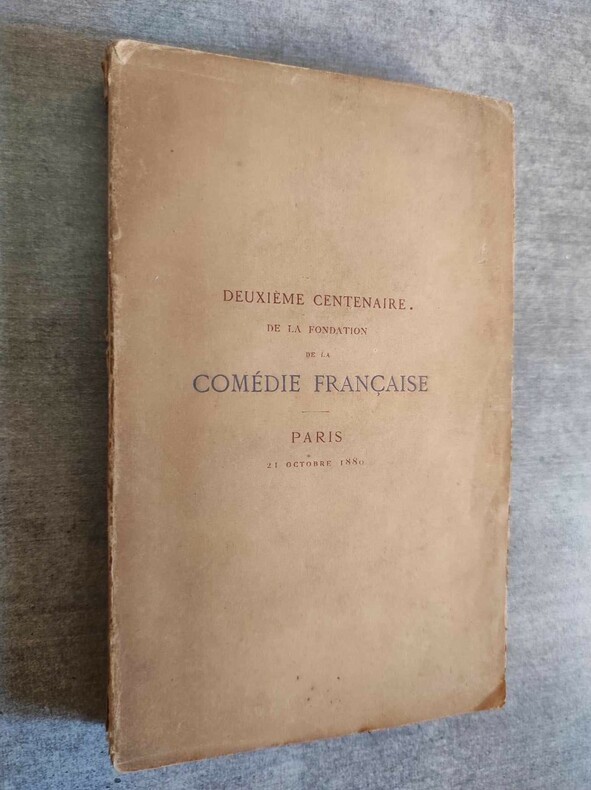 DEUXIÈME CENTENAIRE.
DE LA FONDATION
DE LA
COMÉDIE FRANÇAISE
PARIS
21 OCTOBRE 1880